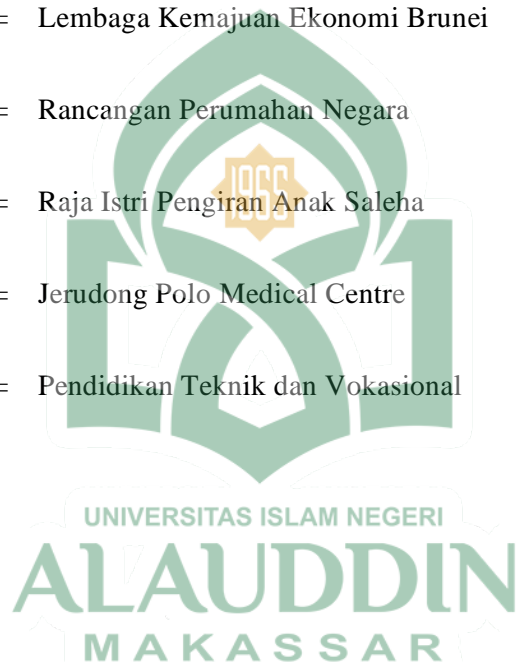 = Lembaga Kemajuan Ekonomi Brunei
= Rancangan Perumahan Negara
1965
= Raja Istri Pengiran Anak Saleha
= Jerudong Polo Medical Centre
= Pendidikan Teknik dan Vokasional
UNIVERSITAS ISLAM NEGERI
ALAUDDIN
MAKASSAR